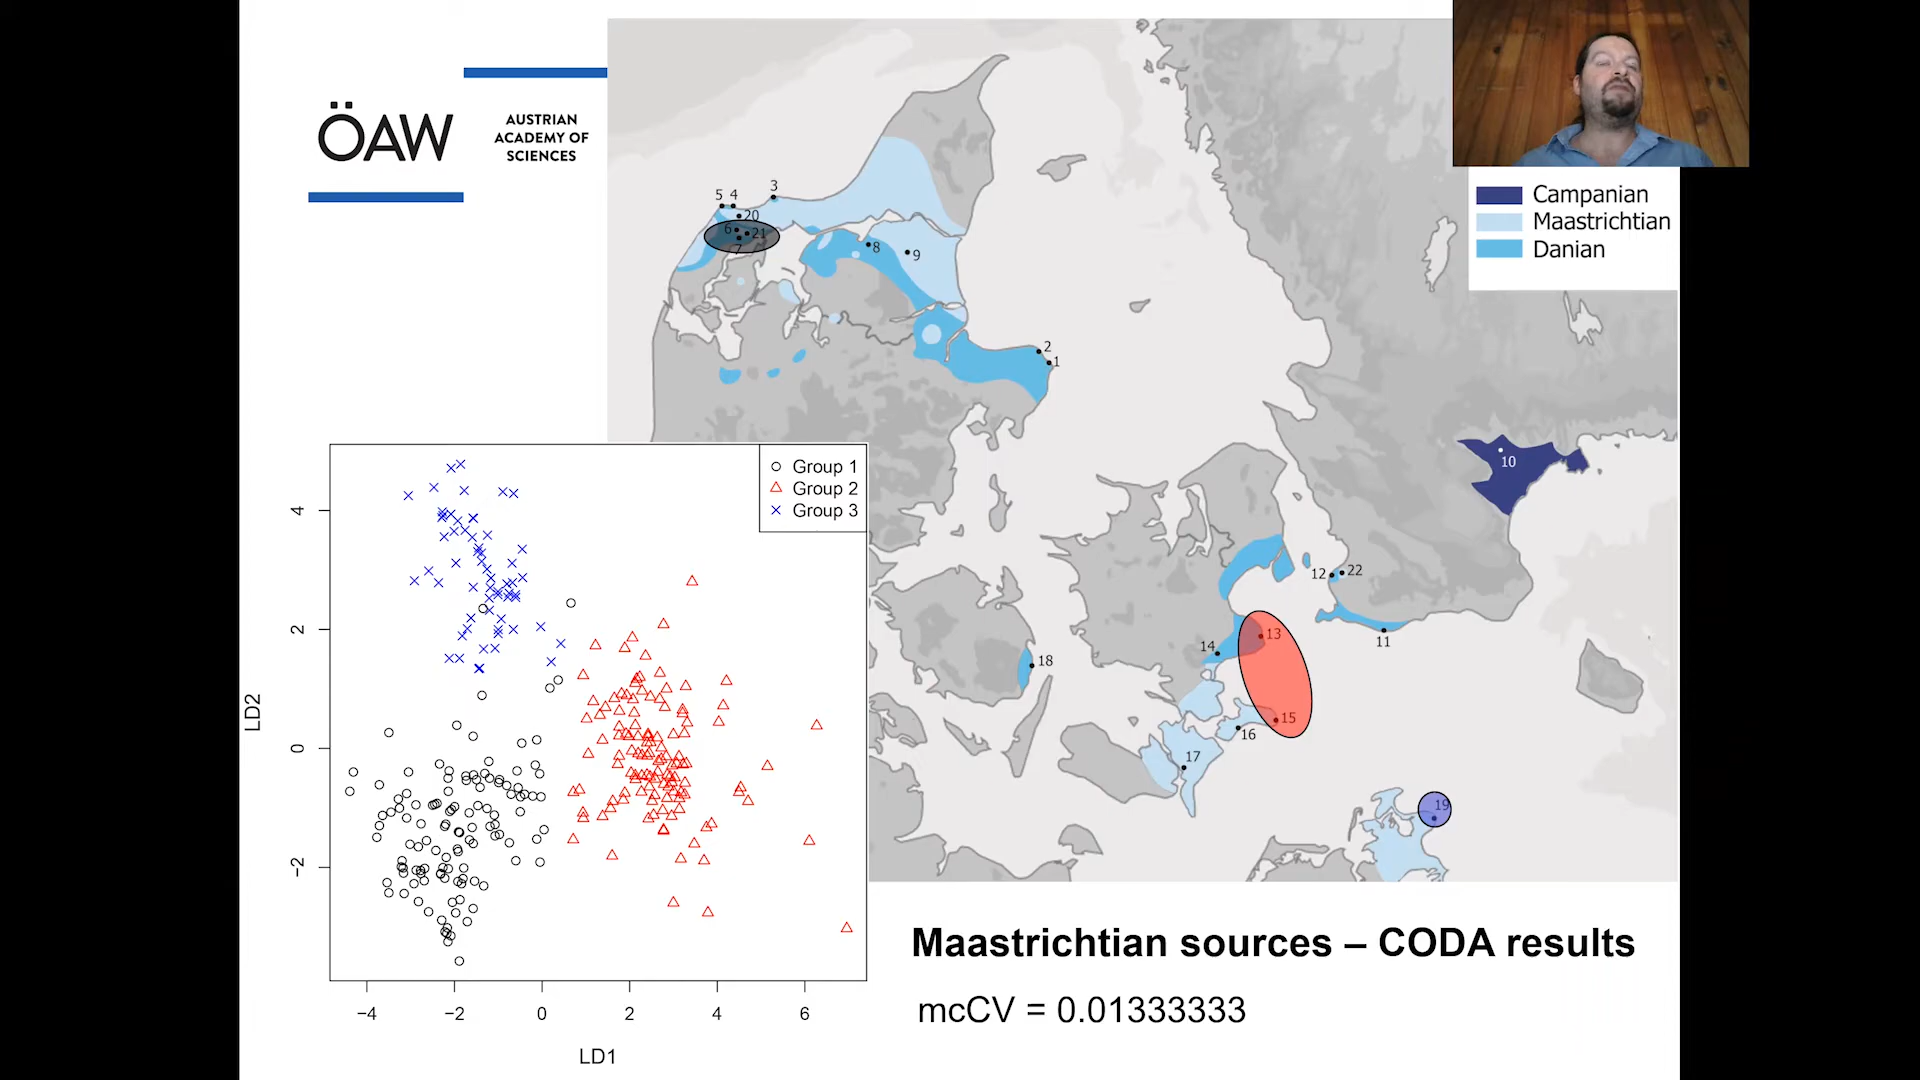 ÖAW
AUSTRIAN
ACADEMY OF
SCIENCES
Campanian
Maastrichtian
Danian
5 4
3
20
6
21
7
8
9
2
1
10
12
22
11
13
14
15
16
17
18
19
Group 1
Group 2
Group 3
4
2
0
−2
LD2
−4
−2
0
2
4
6
LD1
Maastrichtian sources – CODA results
mcCV = 0.01333333